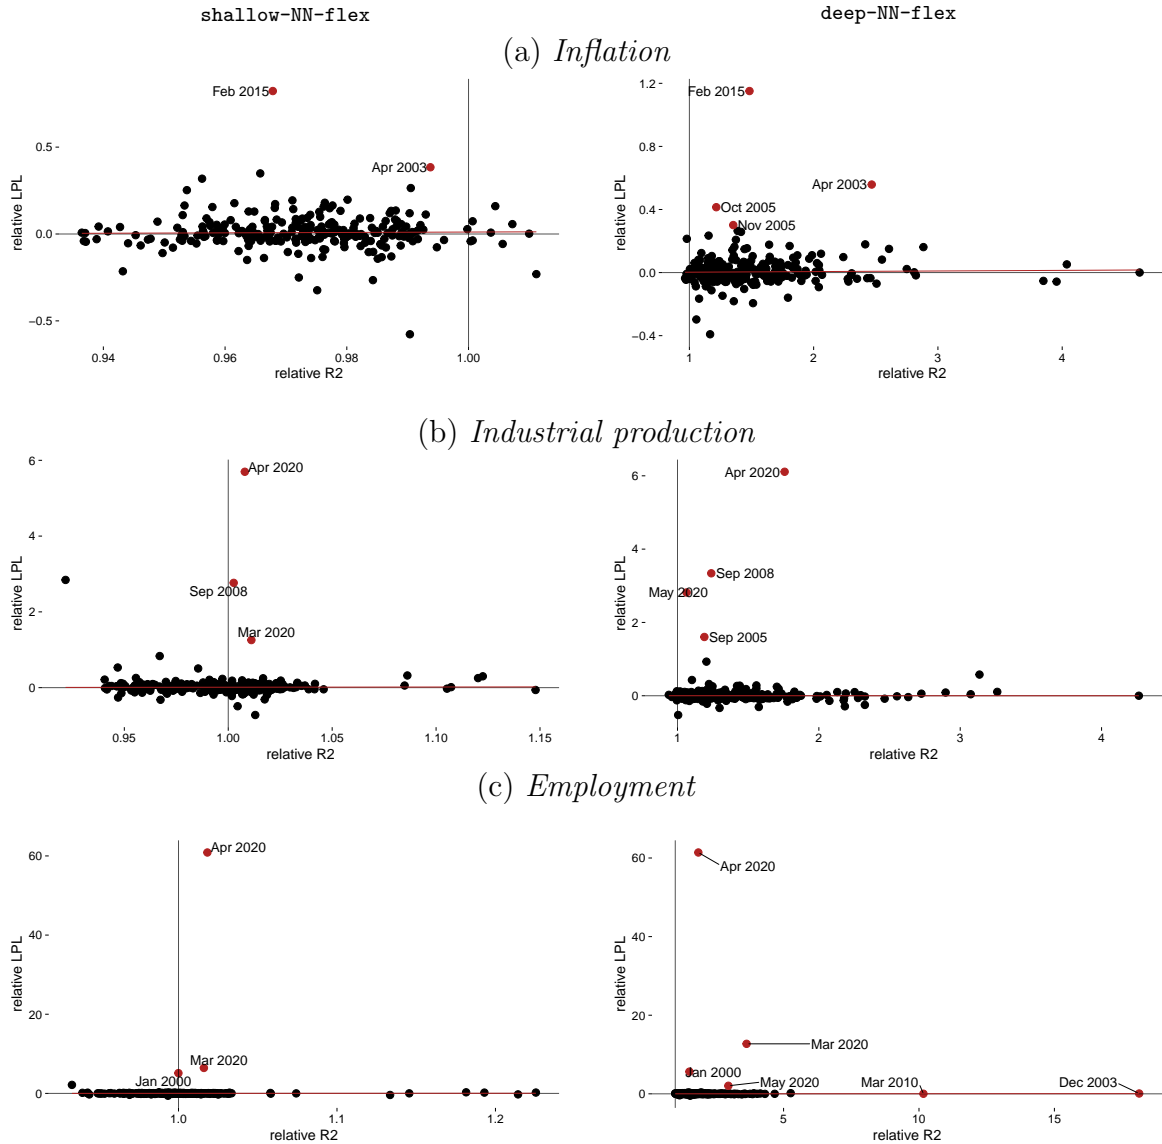 shallow-NN-flex deep-NN-flex
(a) Inflation
relative LPL
0.5
0.0
−0.5
Feb 2015
Apr 2003
0.94 0.96 0.98 1.00
relative R2
relative LPL
1.2
0.8
0.4
0.0
−0.4
Feb 2015
Apr 2003
Oct 2005
Nov 2005
1 2 3 4
relative R2
(b) Industrial production
relative LPL
6
4
2
0
Apr 2020
Sep 2008
Mar 2020
0.95 1.00 1.05 1.10 1.15
relative R2
relative LPL
6
4
2
0
Apr 2020
Sep 2008
May 2020
Sep 2005
1 2 3 4
relative R2
(c) Employment
relative LPL
60
40
20
0
Apr 2020
Mar 2020
Jan 2000
1.0 1.1 1.2
relative R2
relative LPL
60
40
20
0
Apr 2020
Mar 2020
Jan 2000
May 2020
Mar 2010
Dec 2003
5 10 15
relative R2